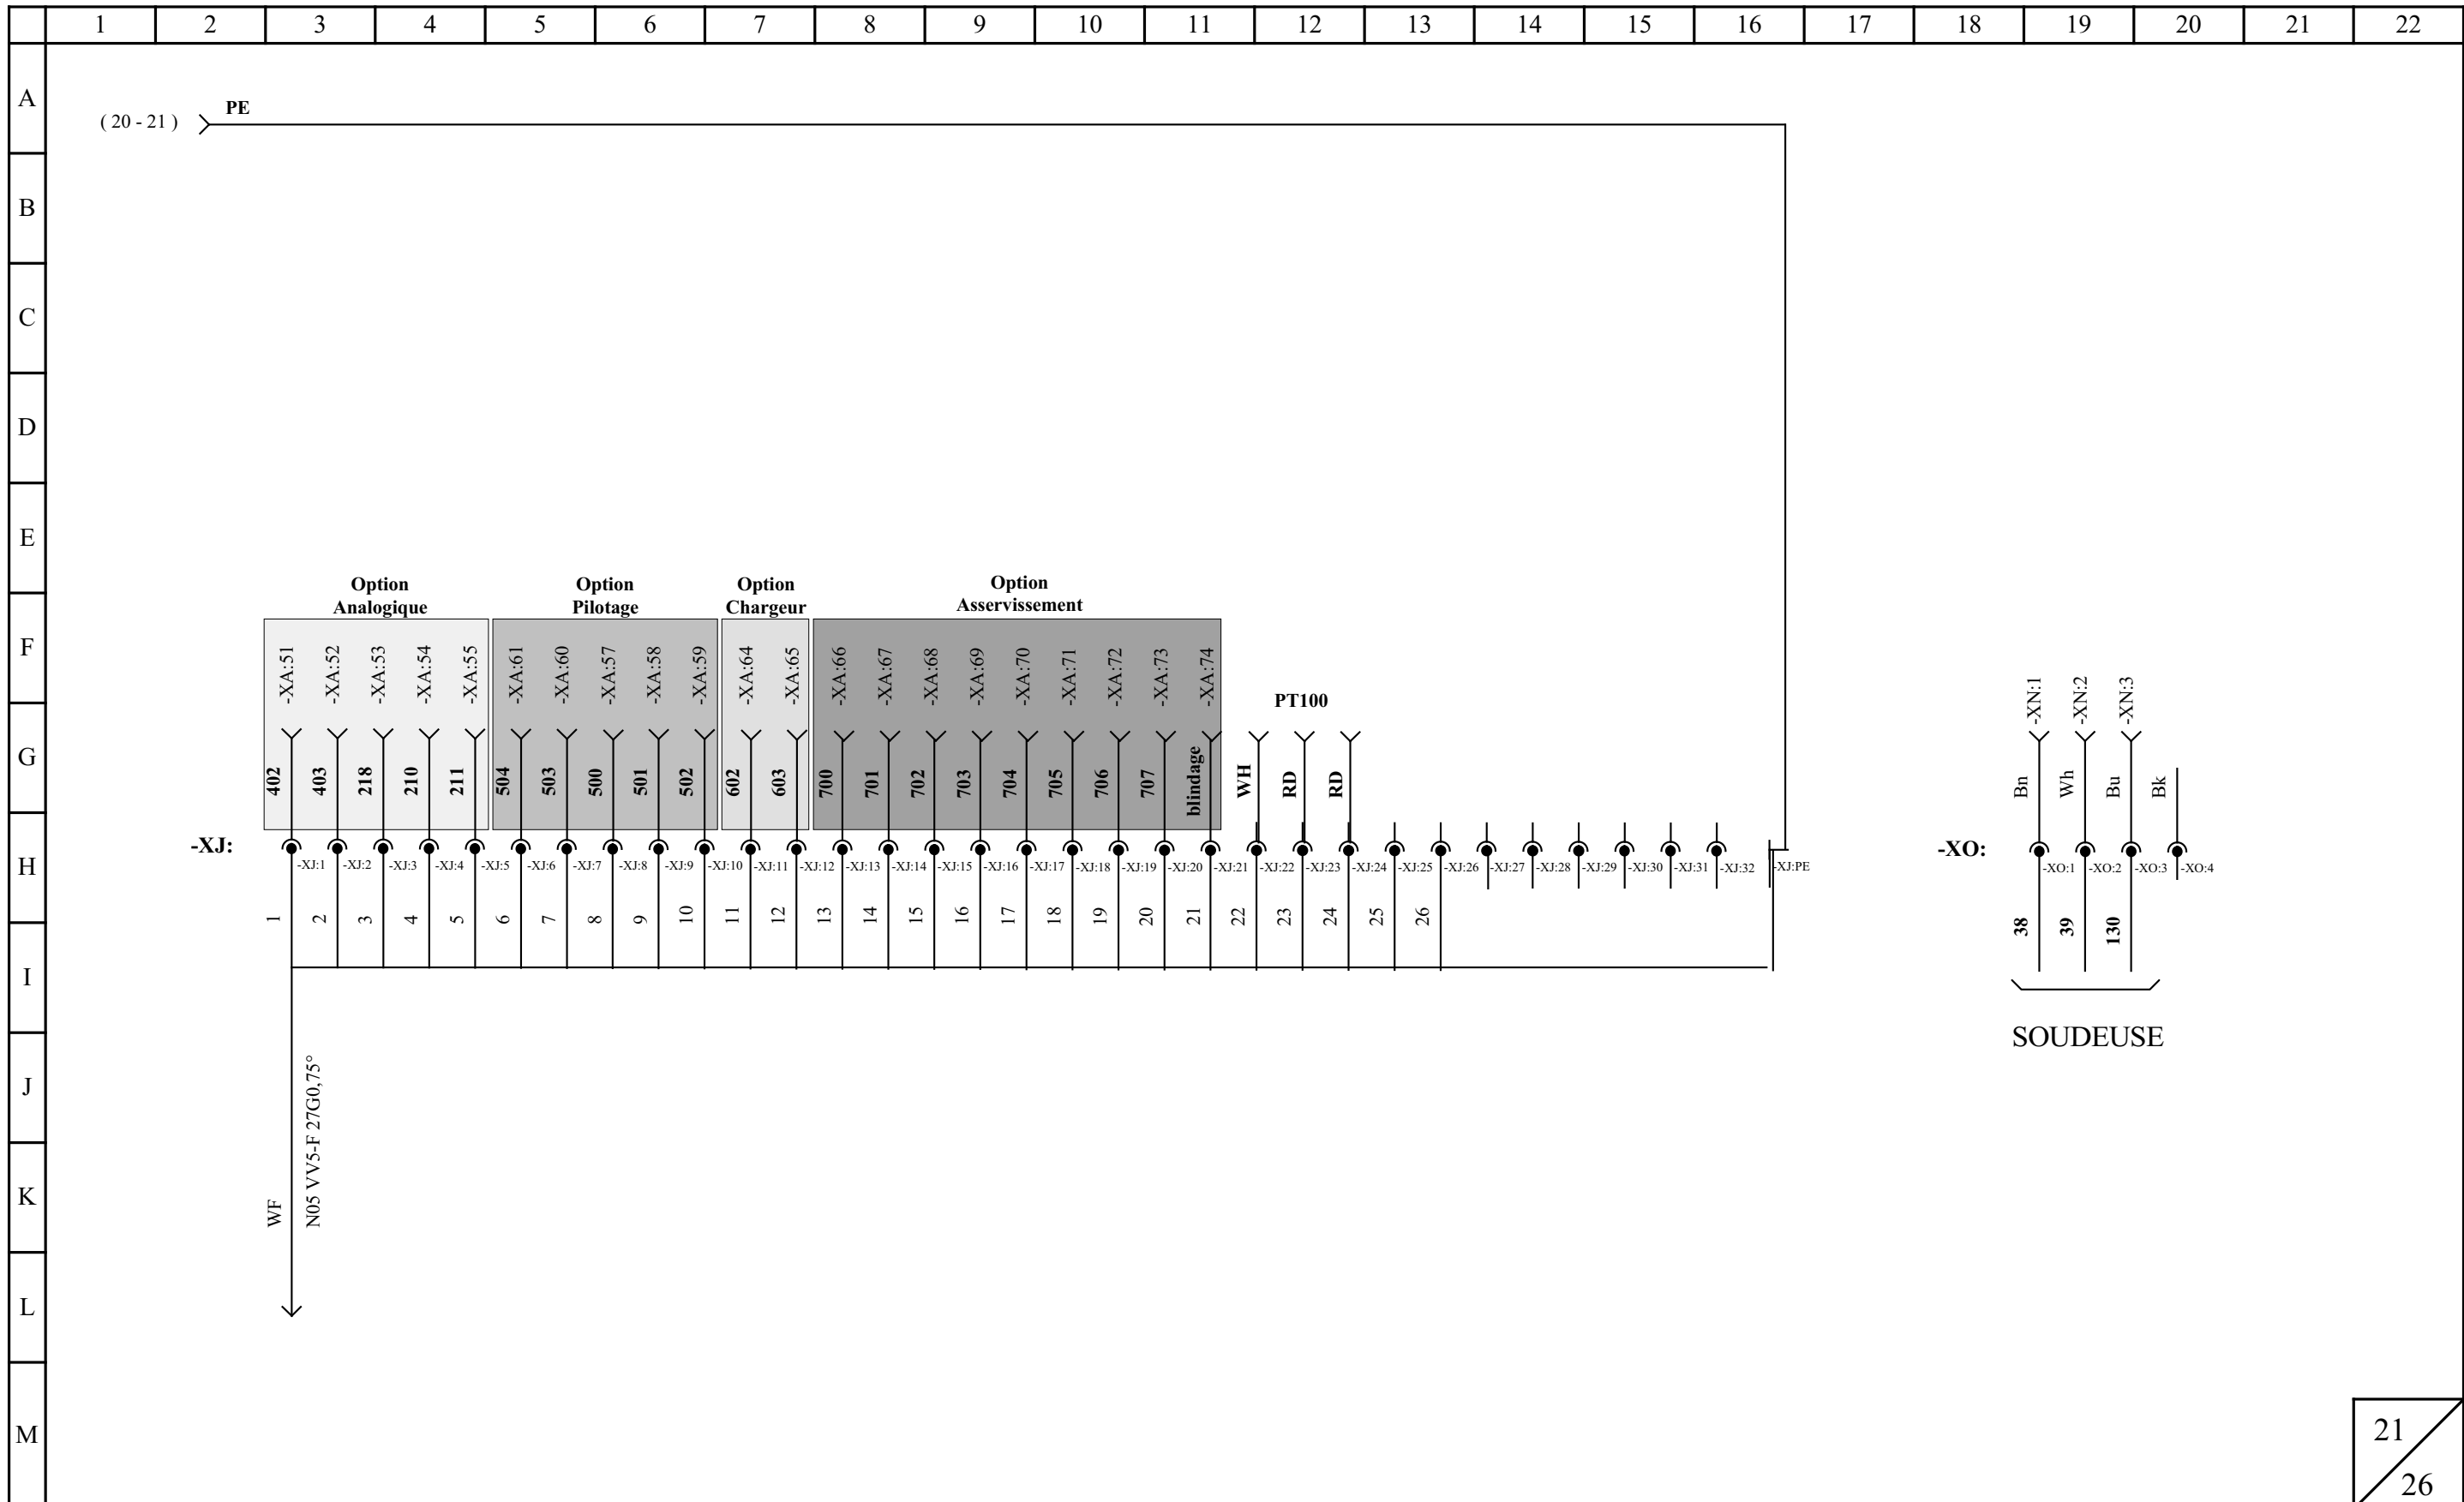 1 2 3 4 5 6 7 8 9 10 11 12 13 14 15 16 17 18 19 20 21 22
A
( 20 - 21 ) PE
B
C
D
E
Option Analogique
Option Pilotage
Option Chargeur
Option Asservissement
F
-XA:51 -XA:52 -XA:53 -XA:54 -XA:55 -XA:61 -XA:60 -XA:57 -XA:58 -XA:59 -XA:64 -XA:65 -XA:66 -XA:67 -XA:68 -XA:69 -XA:70 -XA:71 -XA:72 -XA:73 -XA:74
PT100
-XN:1 -XN:2 -XN:3
G
402 403 218 210 211 504 503 500 501 502 602 603 700 701 702 703 704 705 706 707 blindage WH RD RD
Bn Wh Bu Bk
H
-XJ:
-XJ:1 -XJ:2 -XJ:3 -XJ:4 -XJ:5 -XJ:6 -XJ:7 -XJ:8 -XJ:9 -XJ:10 -XJ:11 -XJ:12 -XJ:13 -XJ:14 -XJ:15 -XJ:16 -XJ:17 -XJ:18 -XJ:19 -XJ:20 -XJ:21 -XJ:22 -XJ:23 -XJ:24 -XJ:25 -XJ:26 -XJ:27 -XJ:28 -XJ:29 -XJ:30 -XJ:31 -XJ:32 -XJ:PE
-XO:
-XO:1 -XO:2 -XO:3 -XO:4
1 2 3 4 5 6 7 8 9 10 11 12 13 14 15 16 17 18 19 20 21 22 23 24 25 26
38 39 130
I
SOUDEUSE
J
N05 VV5-F 27G0,75°
K
WF
L
M
21
26